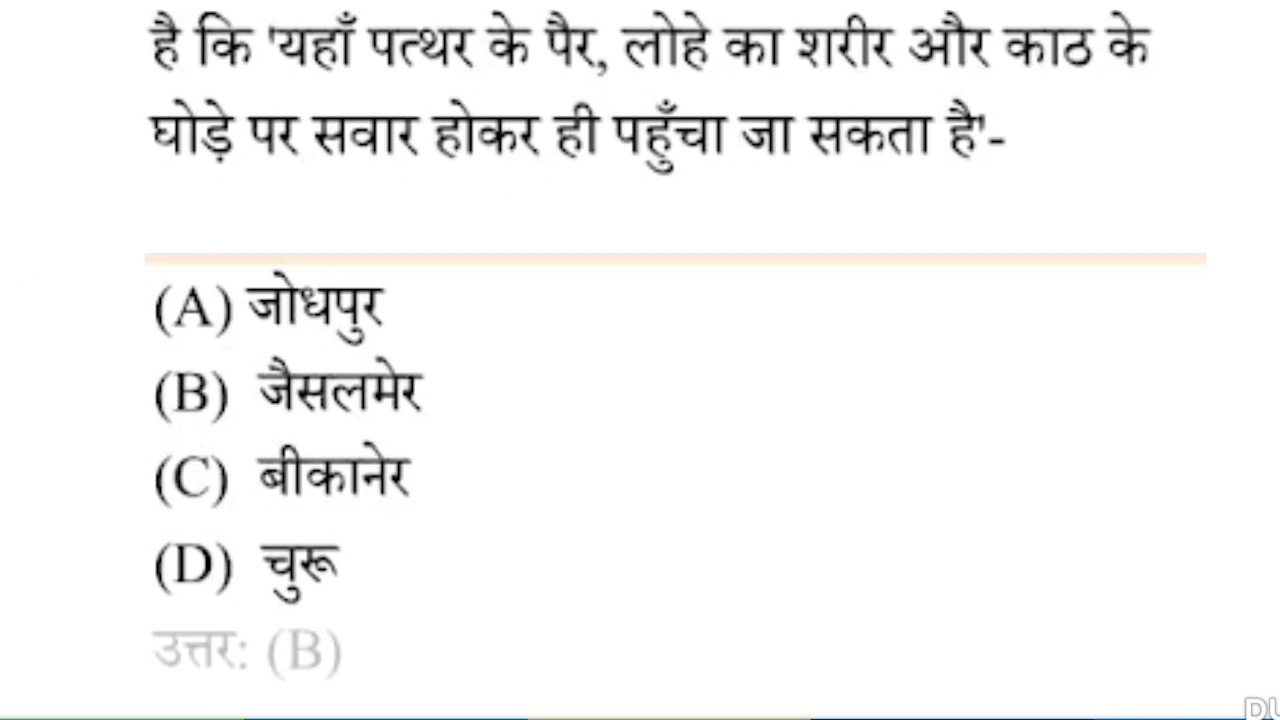 है कि 'यहाँ पत्थर के पैर, लोहे का शरीर और काठ के
घोड़े पर सवार होकर ही पहुँचा जा सकता है'-
(A) जोधपुर
(B) जैसलमेर
(C) बीकानेर
(D) चुरू
उत्तर: (B)